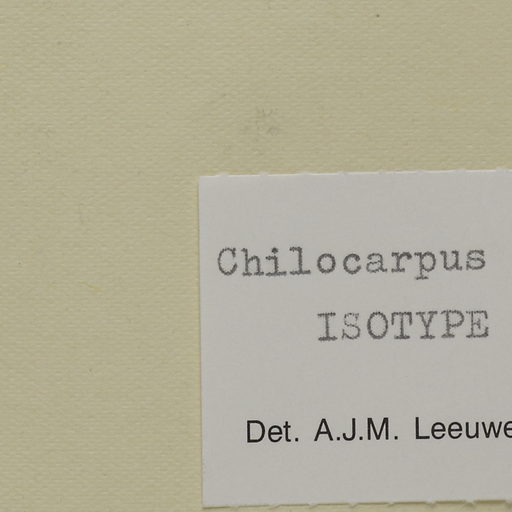 Chilocarpus
ISOTYPE
Det. A.J.M. Leeuwe